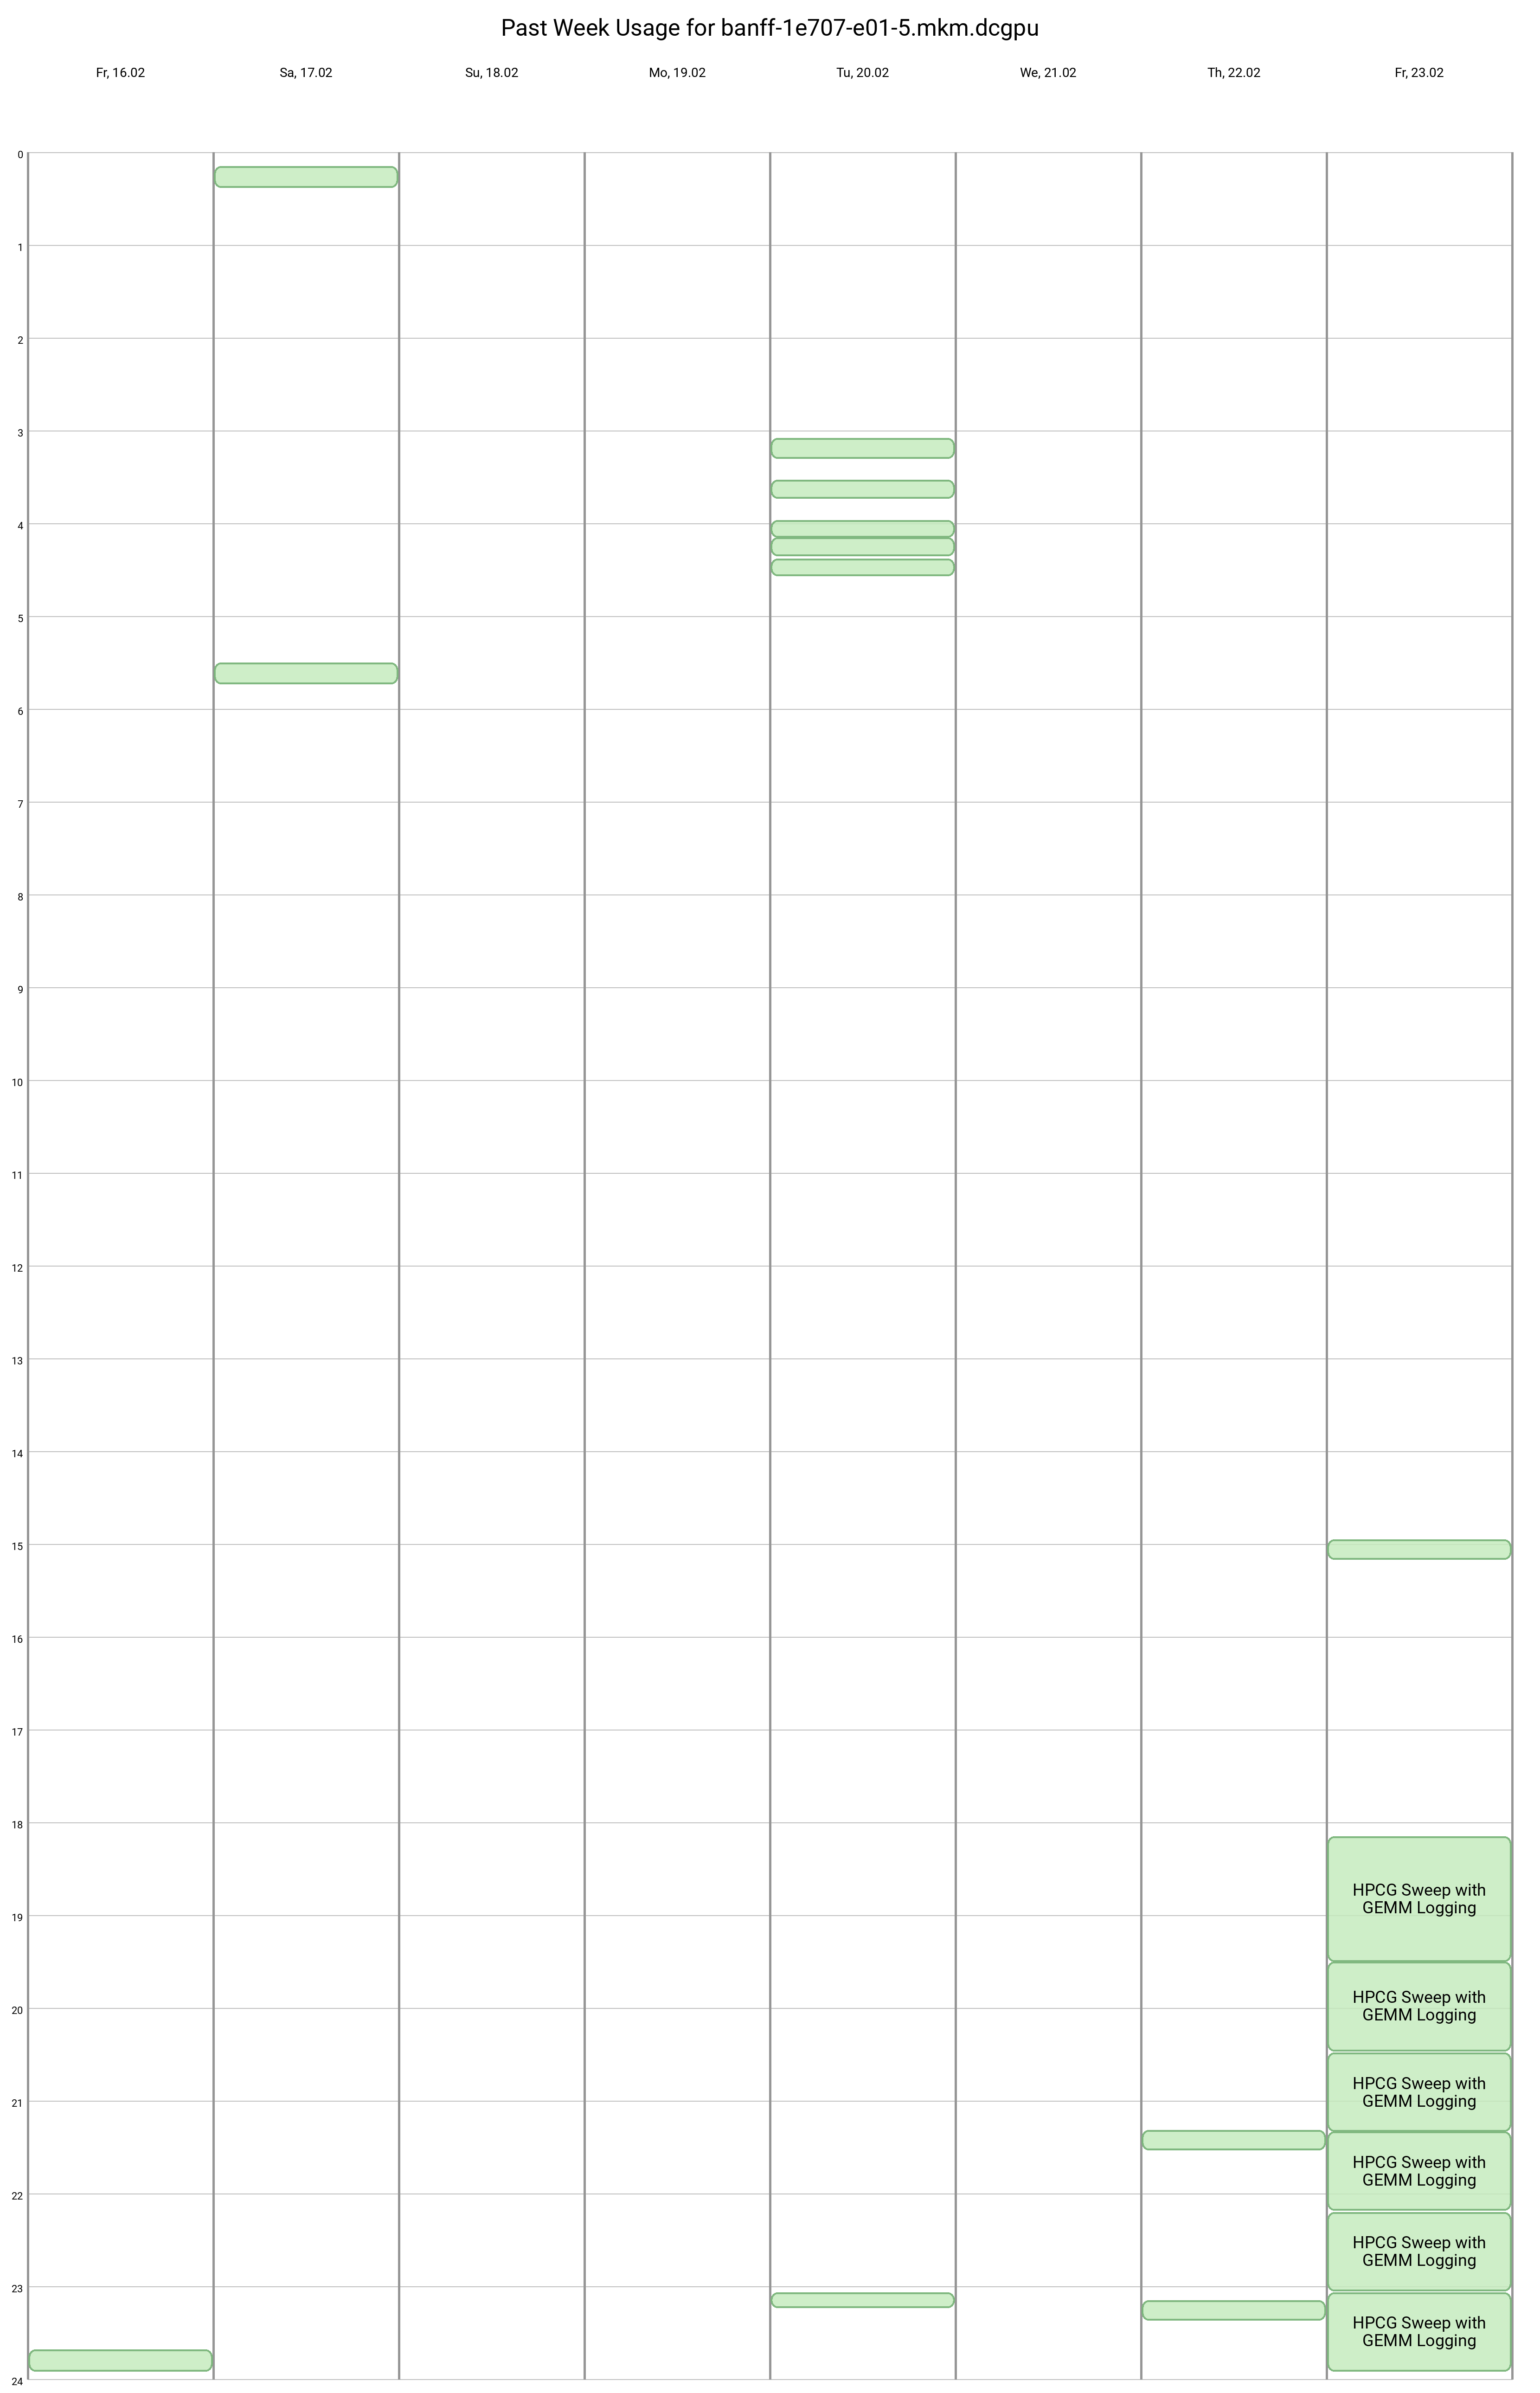 Past Week Usage for banff-1e707-e01-5.mkm.dcgpu
Fr, 16.02
Sa, 17.02
Su, 18.02
Mo, 19.02
Tu, 20.02
We, 21.02
Th, 22.02
Fr, 23.02
0
1
2
3
4
5
6
7
8
9
10
11
12
13
14
15
16
17
18
HPCG Sweep with
GEMM Logging
19
HPCG Sweep with
GEMM Logging
20
HPCG Sweep with
GEMM Logging
21
HPCG Sweep with
GEMM Logging
22
HPCG Sweep with
GEMM Logging
23
HPCG Sweep with
GEMM Logging
24